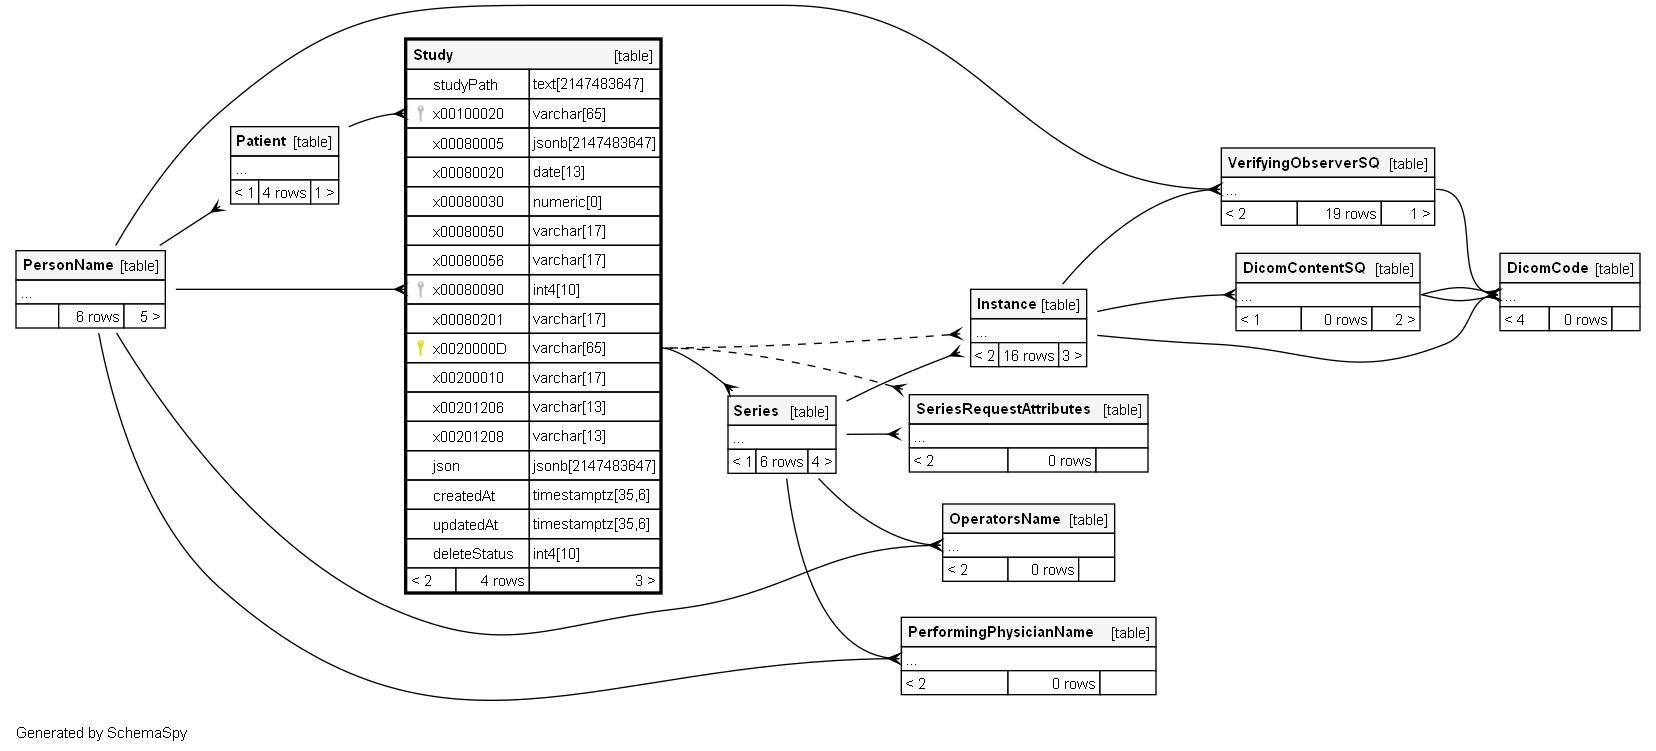 Study [table]
studyPath text[2147483647]
x00100020 varchar[65]
x00080005 jsonb[2147483647]
x00080020 date[13]
x00080030 numeric[0]
x00080050 varchar[17]
x00080056 varchar[17]
x00080090 int4[10]
x00080201 varchar[17]
x0020000D varchar[65]
x00200010 varchar[17]
x00201206 varchar[13]
x00201208 varchar[13]
json jsonb[2147483647]
createdAt timestamptz[35,6]
updatedAt timestamptz[35,6]
deleteStatus int4[10]
< 2 4 rows 3 >
Patient [table]
...
< 1 4 rows 1 >
PersonName [table]
...
6 rows 5 >
VerifyingObserverSQ [table]
...
< 2 19 rows 1 >
DicomContentSQ [table]
...
< 1 0 rows 2 >
DicomCode [table]
...
< 4 0 rows
Instance [table]
...
< 2 16 rows 3 >
Series [table]
...
< 1 6 rows 4 >
SeriesRequestAttributes [table]
...
< 2 0 rows
OperatorsName [table]
...
< 2 0 rows
PerformingPhysicianName [table]
...
< 2 0 rows
Generated by SchemaSpy